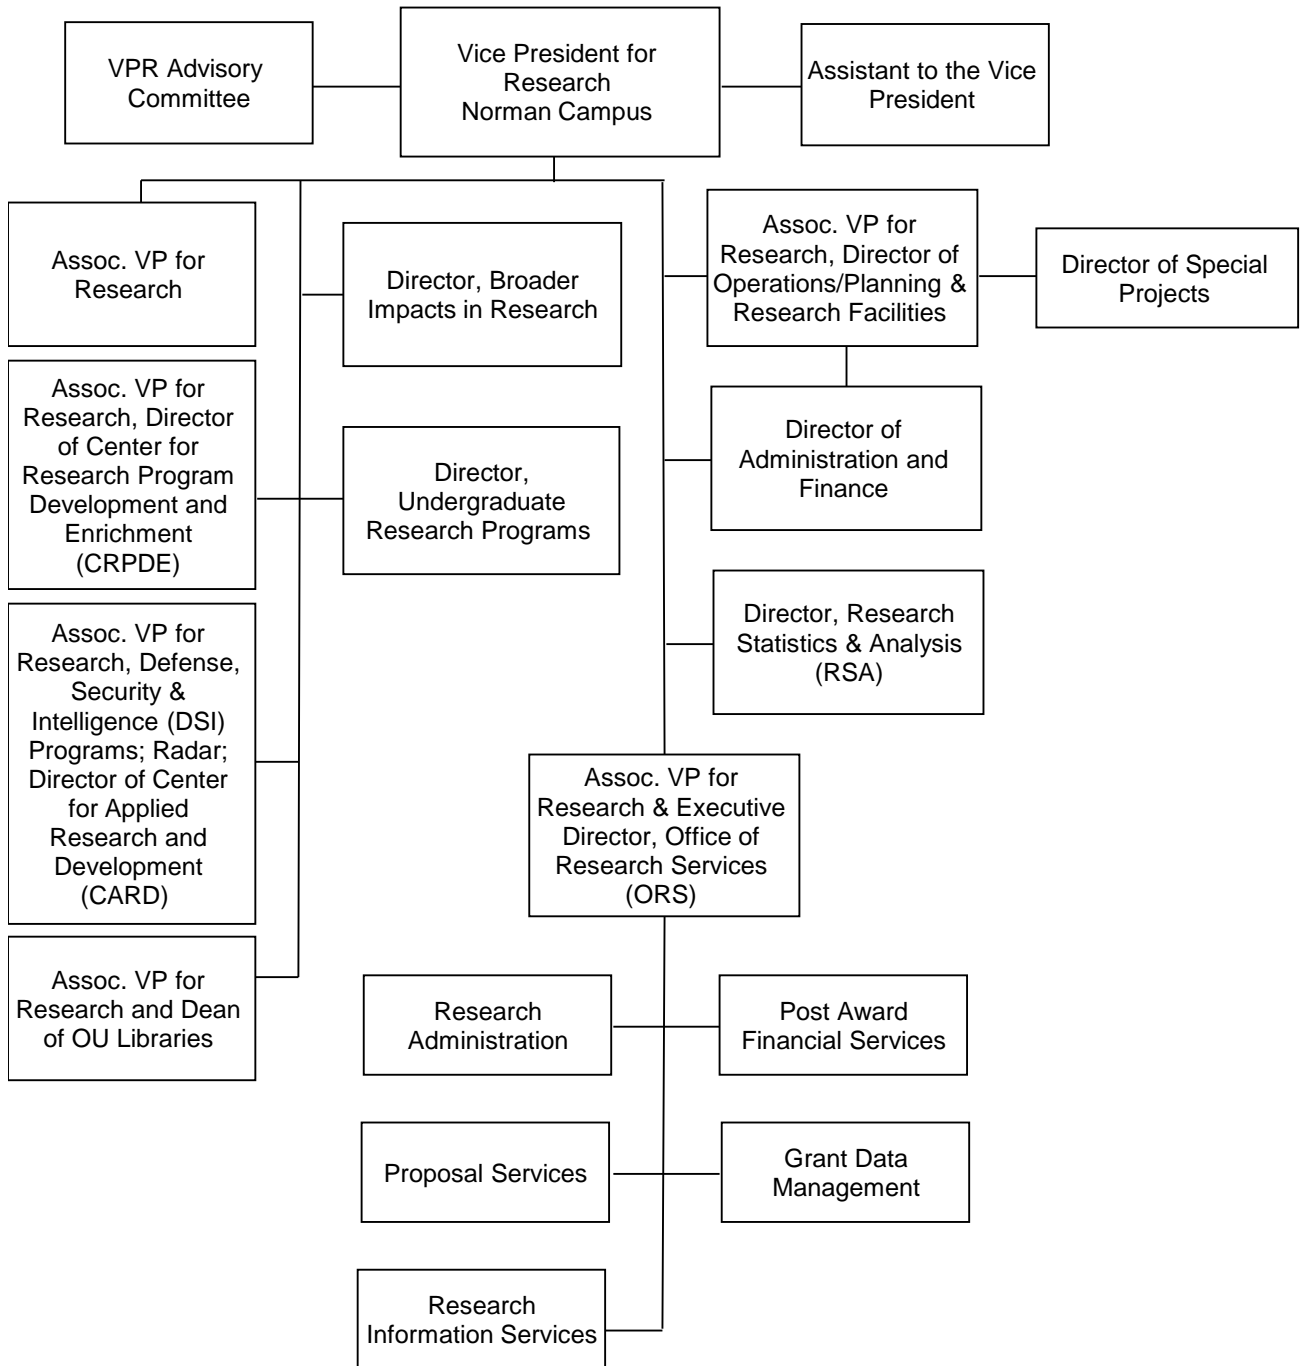 VPR Advisory
Committee
Vice President for
Research
Norman Campus
Assistant to the Vice
President
Assoc. VP for
Research
Director, Broader
Impacts in Research
Assoc. VP for
Research, Director of
Operations/Planning &
Research Facilities
Director of Special
Projects
Assoc. VP for
Research, Director
of Center for
Research Program
Development and
Enrichment
(CRPDE)
Director,
Undergraduate
Research Programs
Director of
Administration and
Finance
Assoc. VP for
Research, Defense,
Security &
Intelligence (DSI)
Programs; Radar;
Director of Center
for Applied
Research and
Development
(CARD)
Director, Research
Statistics & Analysis
(RSA)
Assoc. VP for
Research & Executive
Director, Office of
Research Services
(ORS)
Assoc. VP for
Research and Dean
of OU Libraries
Research
Administration
Post Award
Financial Services
Proposal Services
Grant Data
Management
Research
Information Services